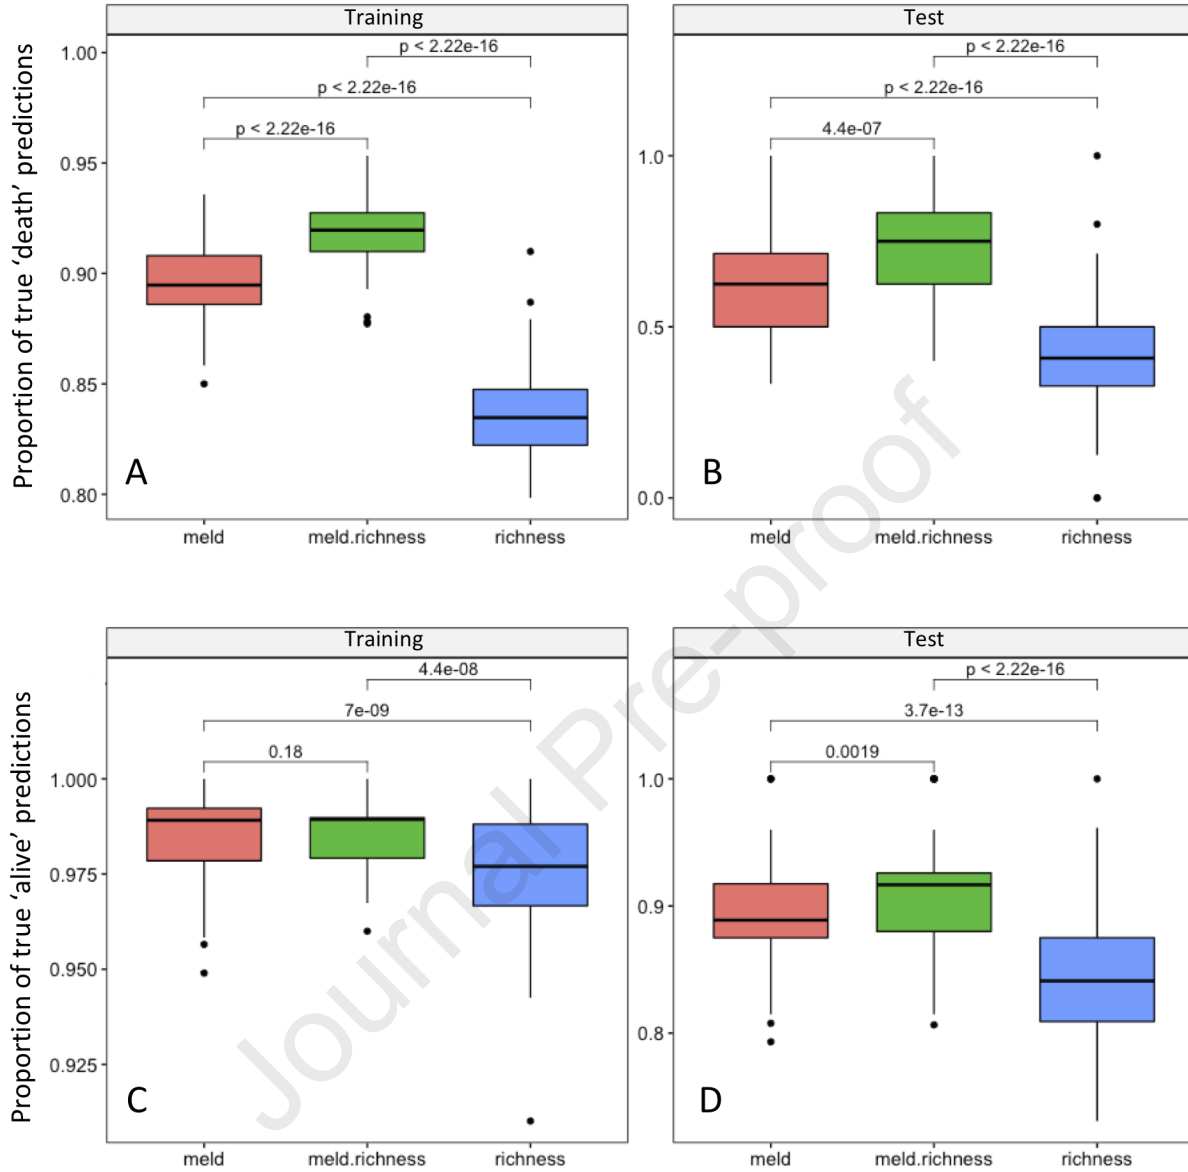 Training
Test
Proportion of true ‘death’ predictions
p < 2.22e-16
p < 2.22e-16
p < 2.22e-16
1.00
0.95
0.90
0.85
0.80
A
meld
meld.richness
richness
p < 2.22e-16
p < 2.22e-16
4.4e-07
1.0
0.5
0.0
B
meld
meld.richness
richness
Training
Test
Proportion of true ‘alive’ predictions
4.4e-08
7e-09
0.18
1.000
0.975
0.950
0.925
C
meld
meld.richness
richness
p < 2.22e-16
3.7e-13
0.0019
1.0
0.9
0.8
D
meld
meld.richness
richness
Journal Pre-proof